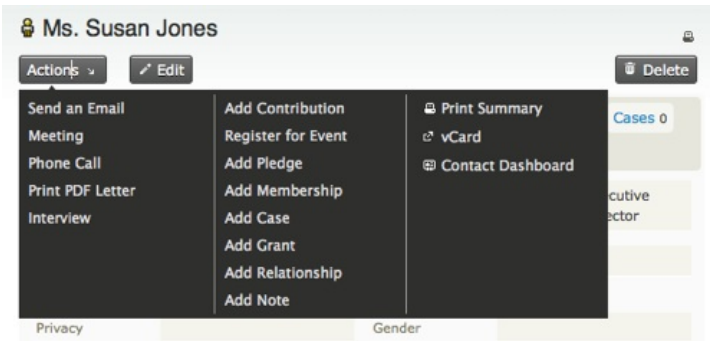 Ms. Susan Jones
Actions
Edit
Delete
Send an Email
Meeting
Phone Call
Print PDF Letter
Interview
Add Contribution
Register for Event
Add Pledge
Add Membership
Add Case
Add Grant
Add Relationship
Add Note
Print Summary
vCard
Contact Dashboard
Cases 0
cutive
ector
Privacy
Gender